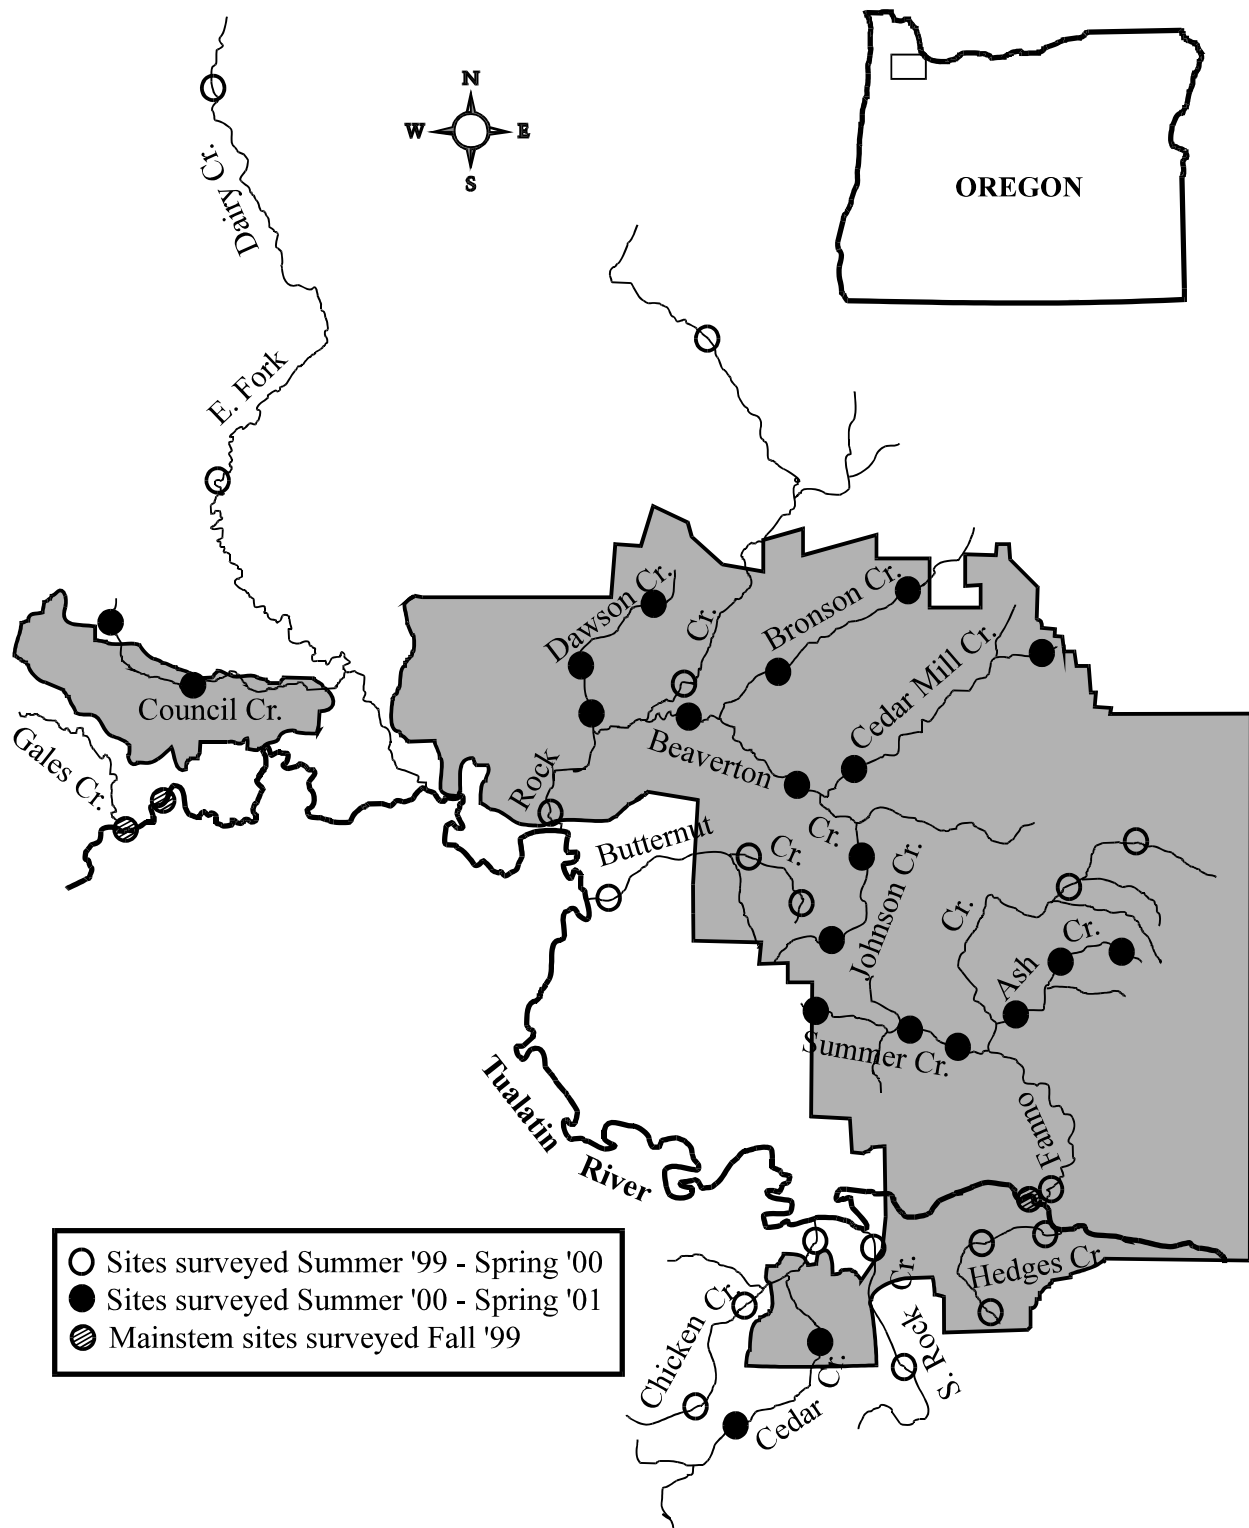 N
W E
S
OREGON
Dairy Cr.
E. Fork
Dawson Cr.
Cr.
Bronson Cr.
Cedar Mill Cr.
Council Cr.
Gales Cr.
Rock
Beaverton
Cr.
Butternut
Cr.
Johnson Cr.
Cr.
Ash
Cr.
Summer Cr.
Fanno
Tualatin
River
Hedges Cr.
Cr.
S. Rock
Chicken Cr.
Cr.
Cedar
Sites surveyed Summer '99 - Spring '00
Sites surveyed Summer '00 - Spring '01
Mainstem sites surveyed Fall '99